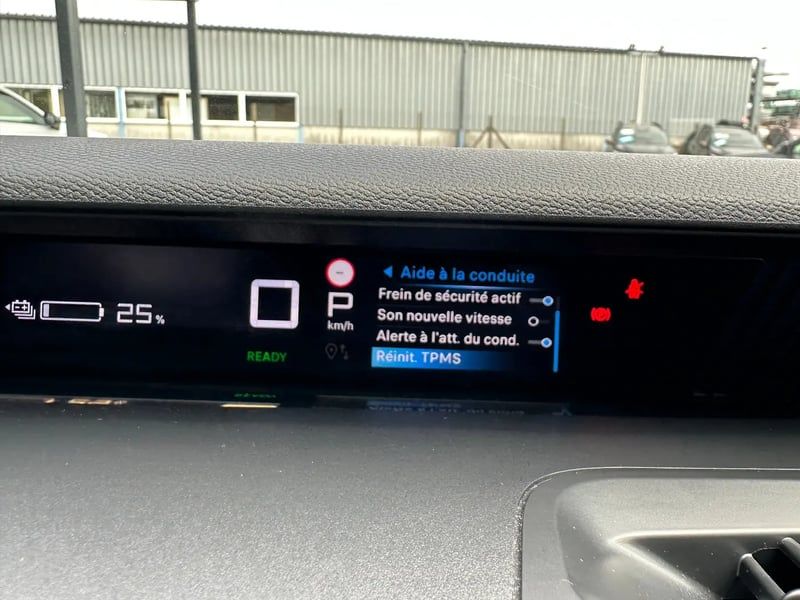 25%
0
READY
P
km/h
Aide à la conduite
Frein de sécurité actif
Son nouvelle vitesse
Alerte à l'att. du cond.
Réinit. TPMS